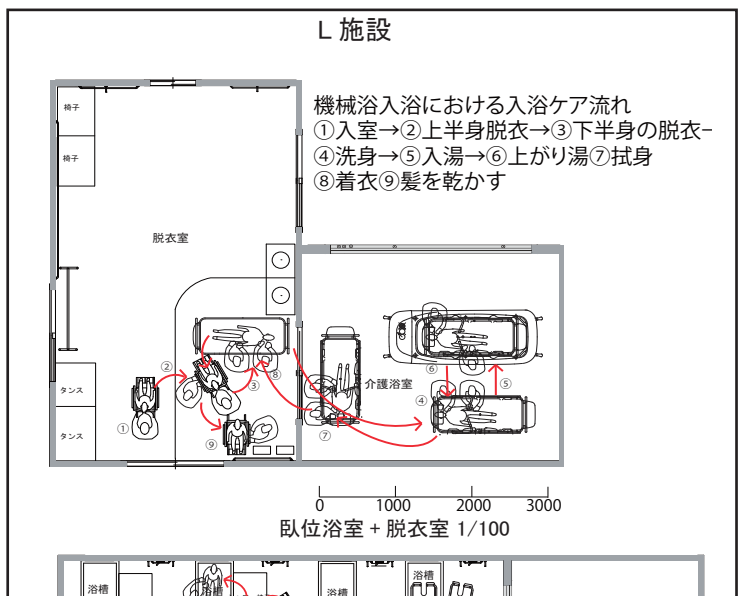 L 施設
機械浴入浴における入浴ケア流れ
①入室→②上半身脱衣→③下半身の脱衣-
④洗身→⑤入湯→⑥上がり湯⑦拭身
⑧着衣⑨髪を乾かす
椅子
椅子
脱衣室
②
③
⑧
タンス
タンス
①
⑨
介護浴室
⑥
⑤
④
⑦
0 1000 2000 3000
臥位浴室 + 脱衣室 1/100
浴槽
浴槽
浴槽
浴槽